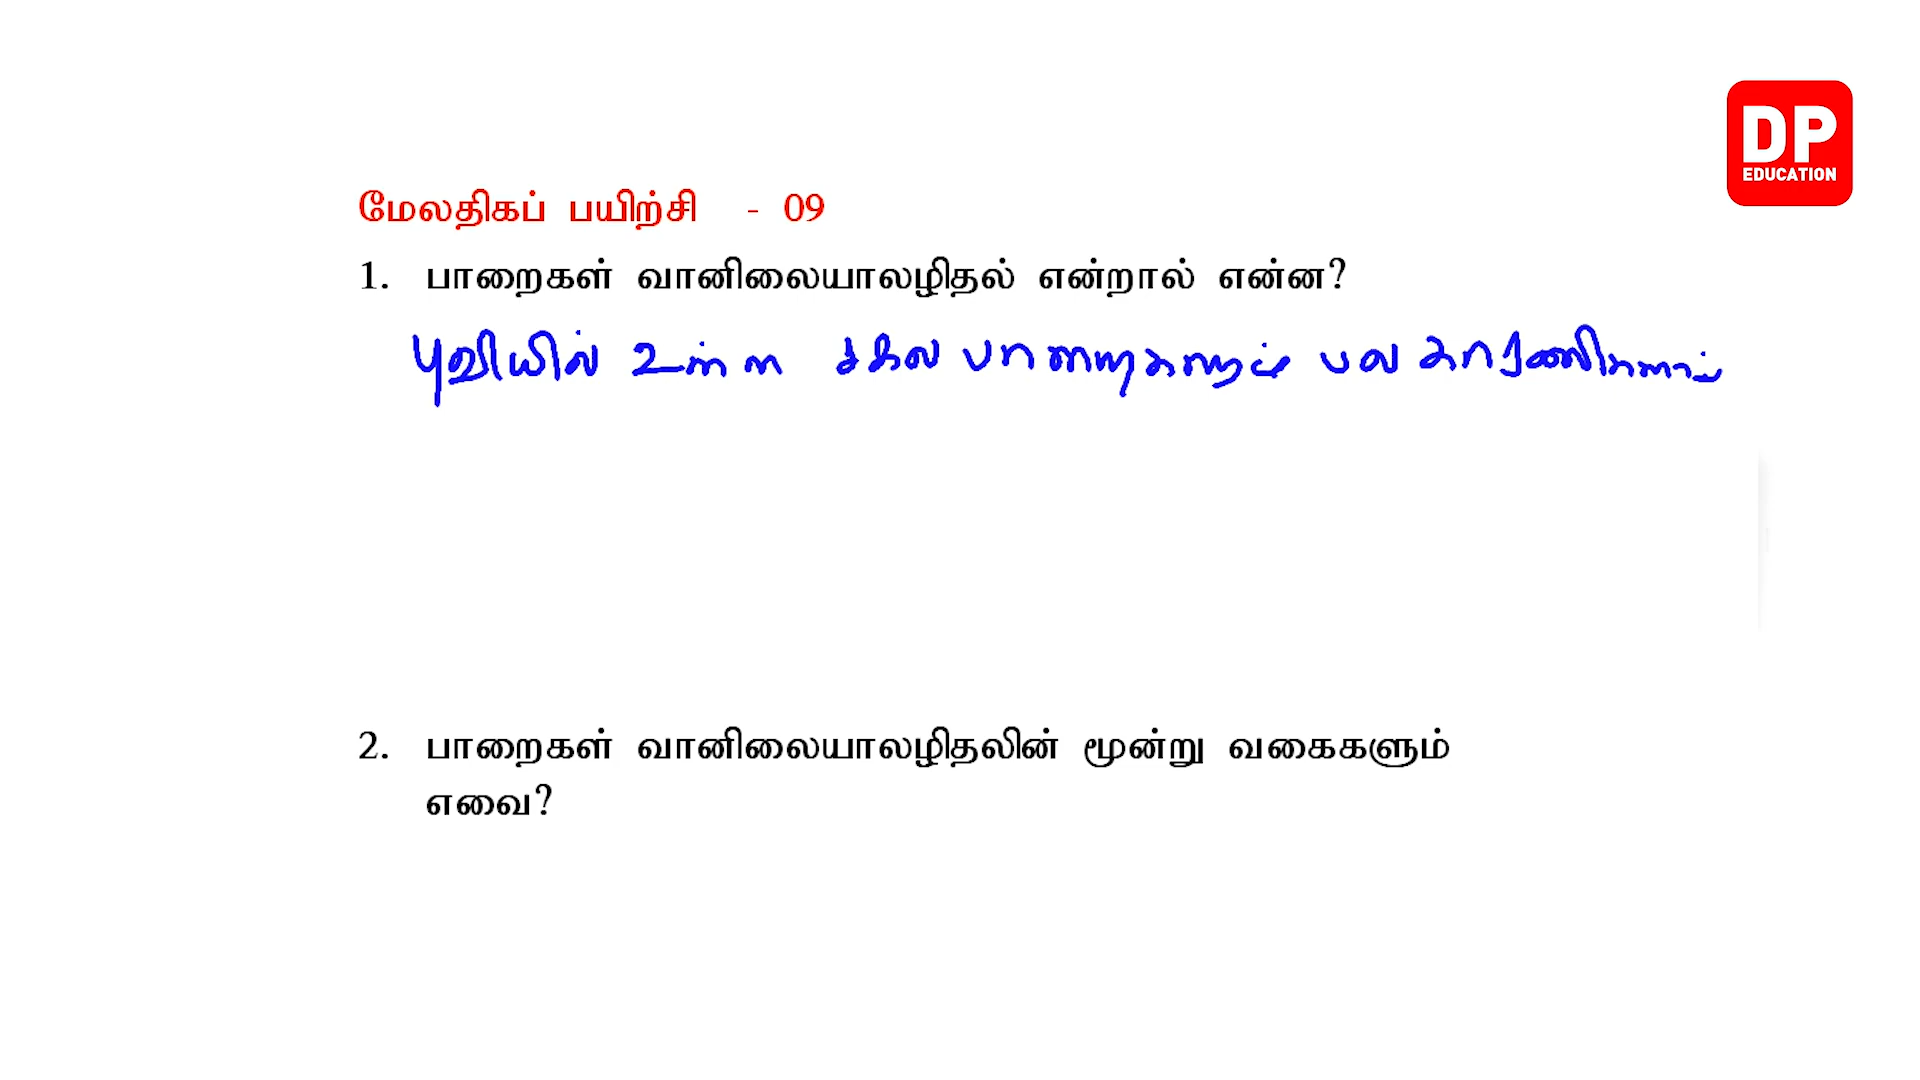 DP
EDUCATION
மேலதிகப் பயிற்சி - 09
1. பாறைகள் வானிலையாலழிதல் என்றால் என்ன?
புவியில் உள்ள சகல பாறைகளும் பல காரணிகளாப்
2. பாறைகள் வானிலையாலழிதலின் மூன்று வகைகளும்
எவை?